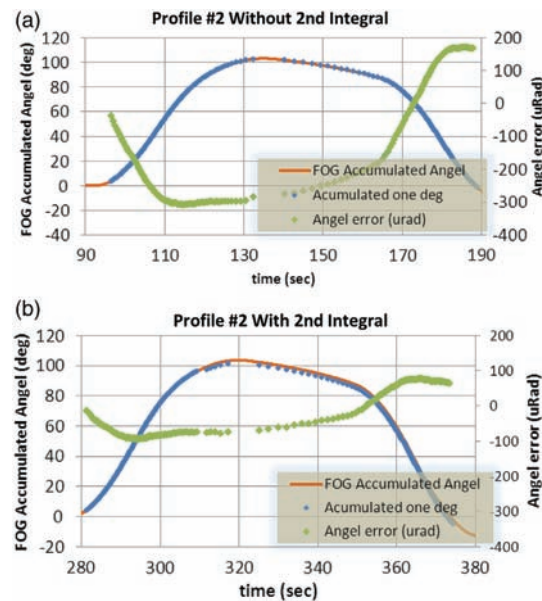 (a)
Profile #2 Without 2nd Integral
FOG Accumulated Angel (deg)
120
100
80
60
40
20
0
-20
-40
200
100
0
-100
-200
-300
-400
Angel error (uRad)
FOG Accumulated Angel
Acumulated one deg
Angel error (urad)
90 110 130 150 170 190
time (sec)
(b)
Profile #2 With 2nd Integral
FOG Accumulated Angel (deg)
120
100
80
60
40
20
0
-20
200
100
0
-100
-200
-300
-400
Angel error (uRad)
FOG Accumulated Angel
Acumulated one deg
Angel error (urad)
280 300 320 340 360 380
time (sec)